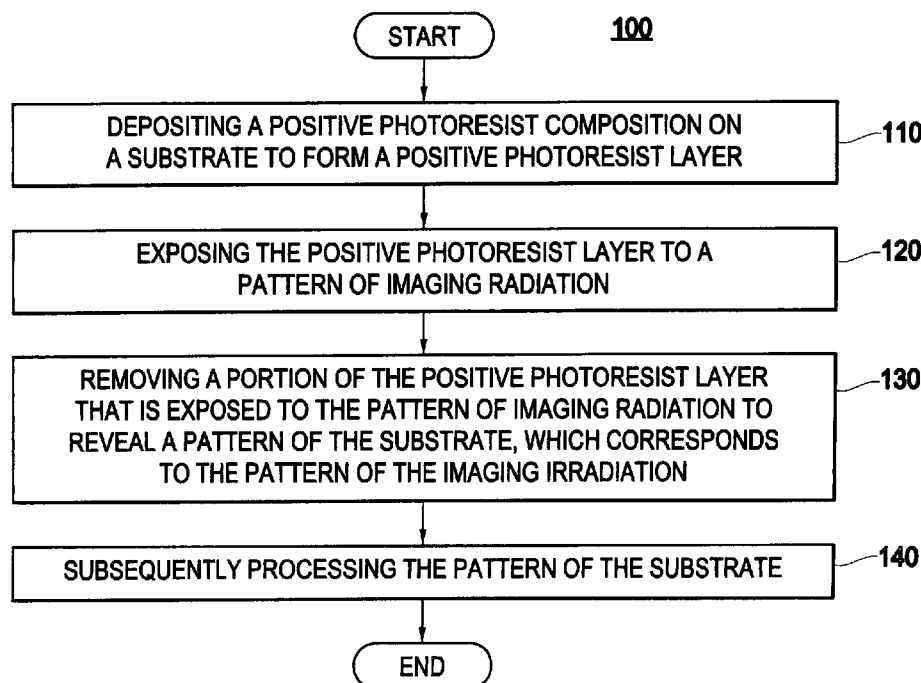 START
100
DEPOSITING A POSITIVE PHOTORESIST COMPOSITION ON
A SUBSTRATE TO FORM A POSITIVE PHOTORESIST LAYER
110
EXPOSING THE POSITIVE PHOTORESIST LAYER TO A
PATTERN OF IMAGING RADIATION
120
REMOVING A PORTION OF THE POSITIVE PHOTORESIST LAYER
THAT IS EXPOSED TO THE PATTERN OF IMAGING RADIATION TO
REVEAL A PATTERN OF THE SUBSTRATE, WHICH CORRESPONDS
TO THE PATTERN OF THE IMAGING IRRADIATION
130
SUBSEQUENTLY PROCESSING THE PATTERN OF THE SUBSTRATE
140
END